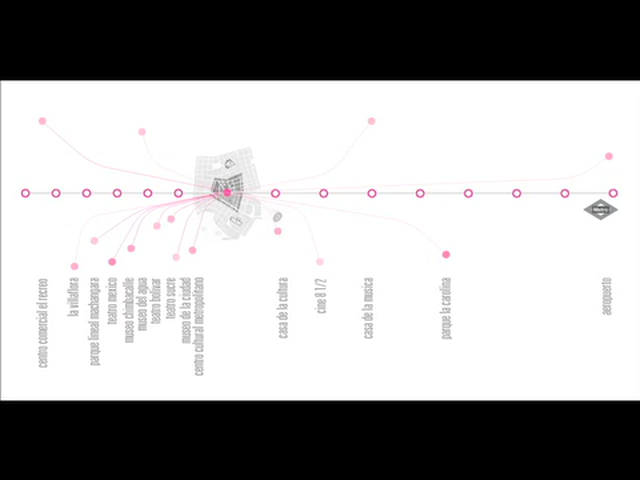 centro comercial el recreo
la villaflora
parque lineal machangara
teatro mexico
museo chimbacalle
museo del agua
teatro bolivar
teatro sucre
museo de la ciudad
centro cultural metropolitano
casa de la cultura
cine 8 1/2
casa de la musica
parque la carolina
aeropuerto